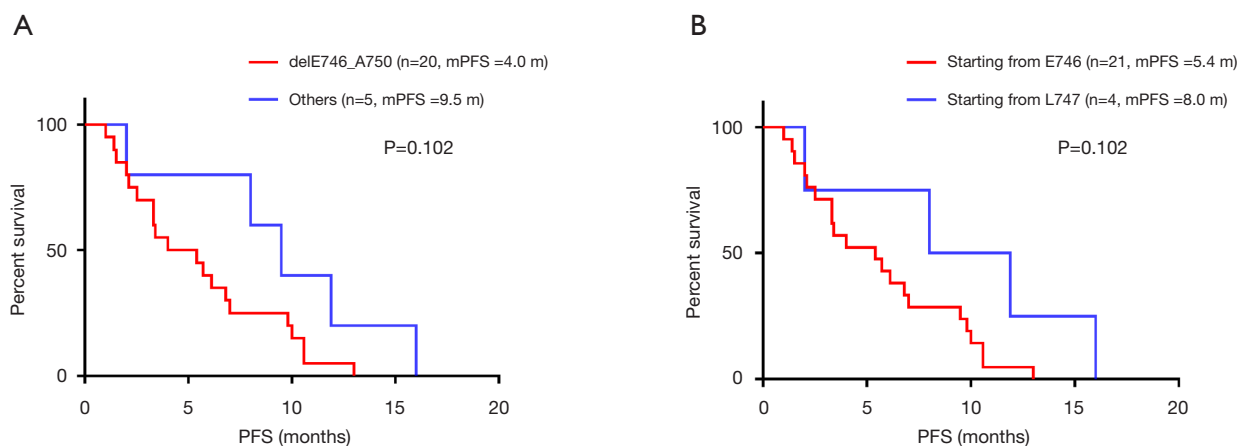 A
delE746_A750 (n=20, mPFS =4.0 m)
Others (n=5, mPFS =9.5 m)
P=0.102
100
50
0
Percent survival
0 5 10 15 20
PFS (months)
B
Starting from E746 (n=21, mPFS =5.4 m)
Starting from L747 (n=4, mPFS =8.0 m)
P=0.102
100
50
0
Percent survival
0 5 10 15 20
PFS (months)